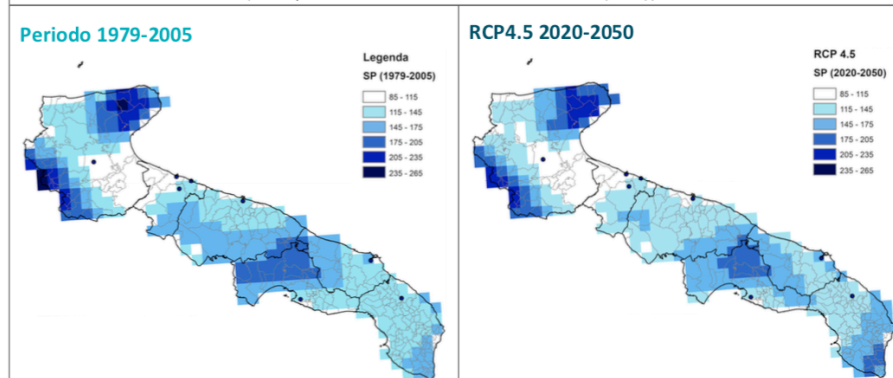 Periodo 1979-2005
Legenda
SP (1979-2005)
85 - 115
115 - 145
145 - 175
175 - 205
205 - 235
235 - 265
RCP4.5 2020-2050
RCP 4.5
SP (2020-2050)
85 - 115
115 - 145
145 - 175
175 - 205
205 - 235
235 - 265